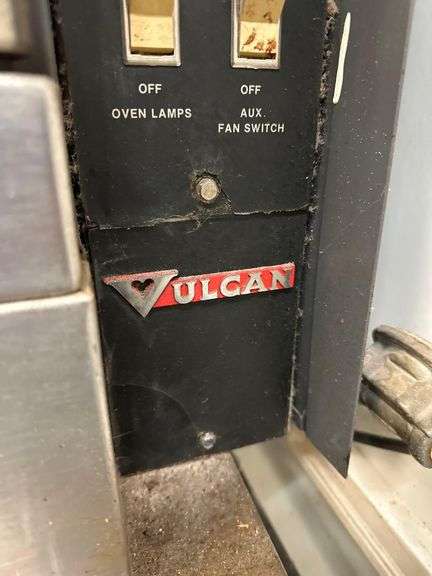 OFF OFF
OVEN LAMPS AUX.
FAN SWITCH
VULCAN